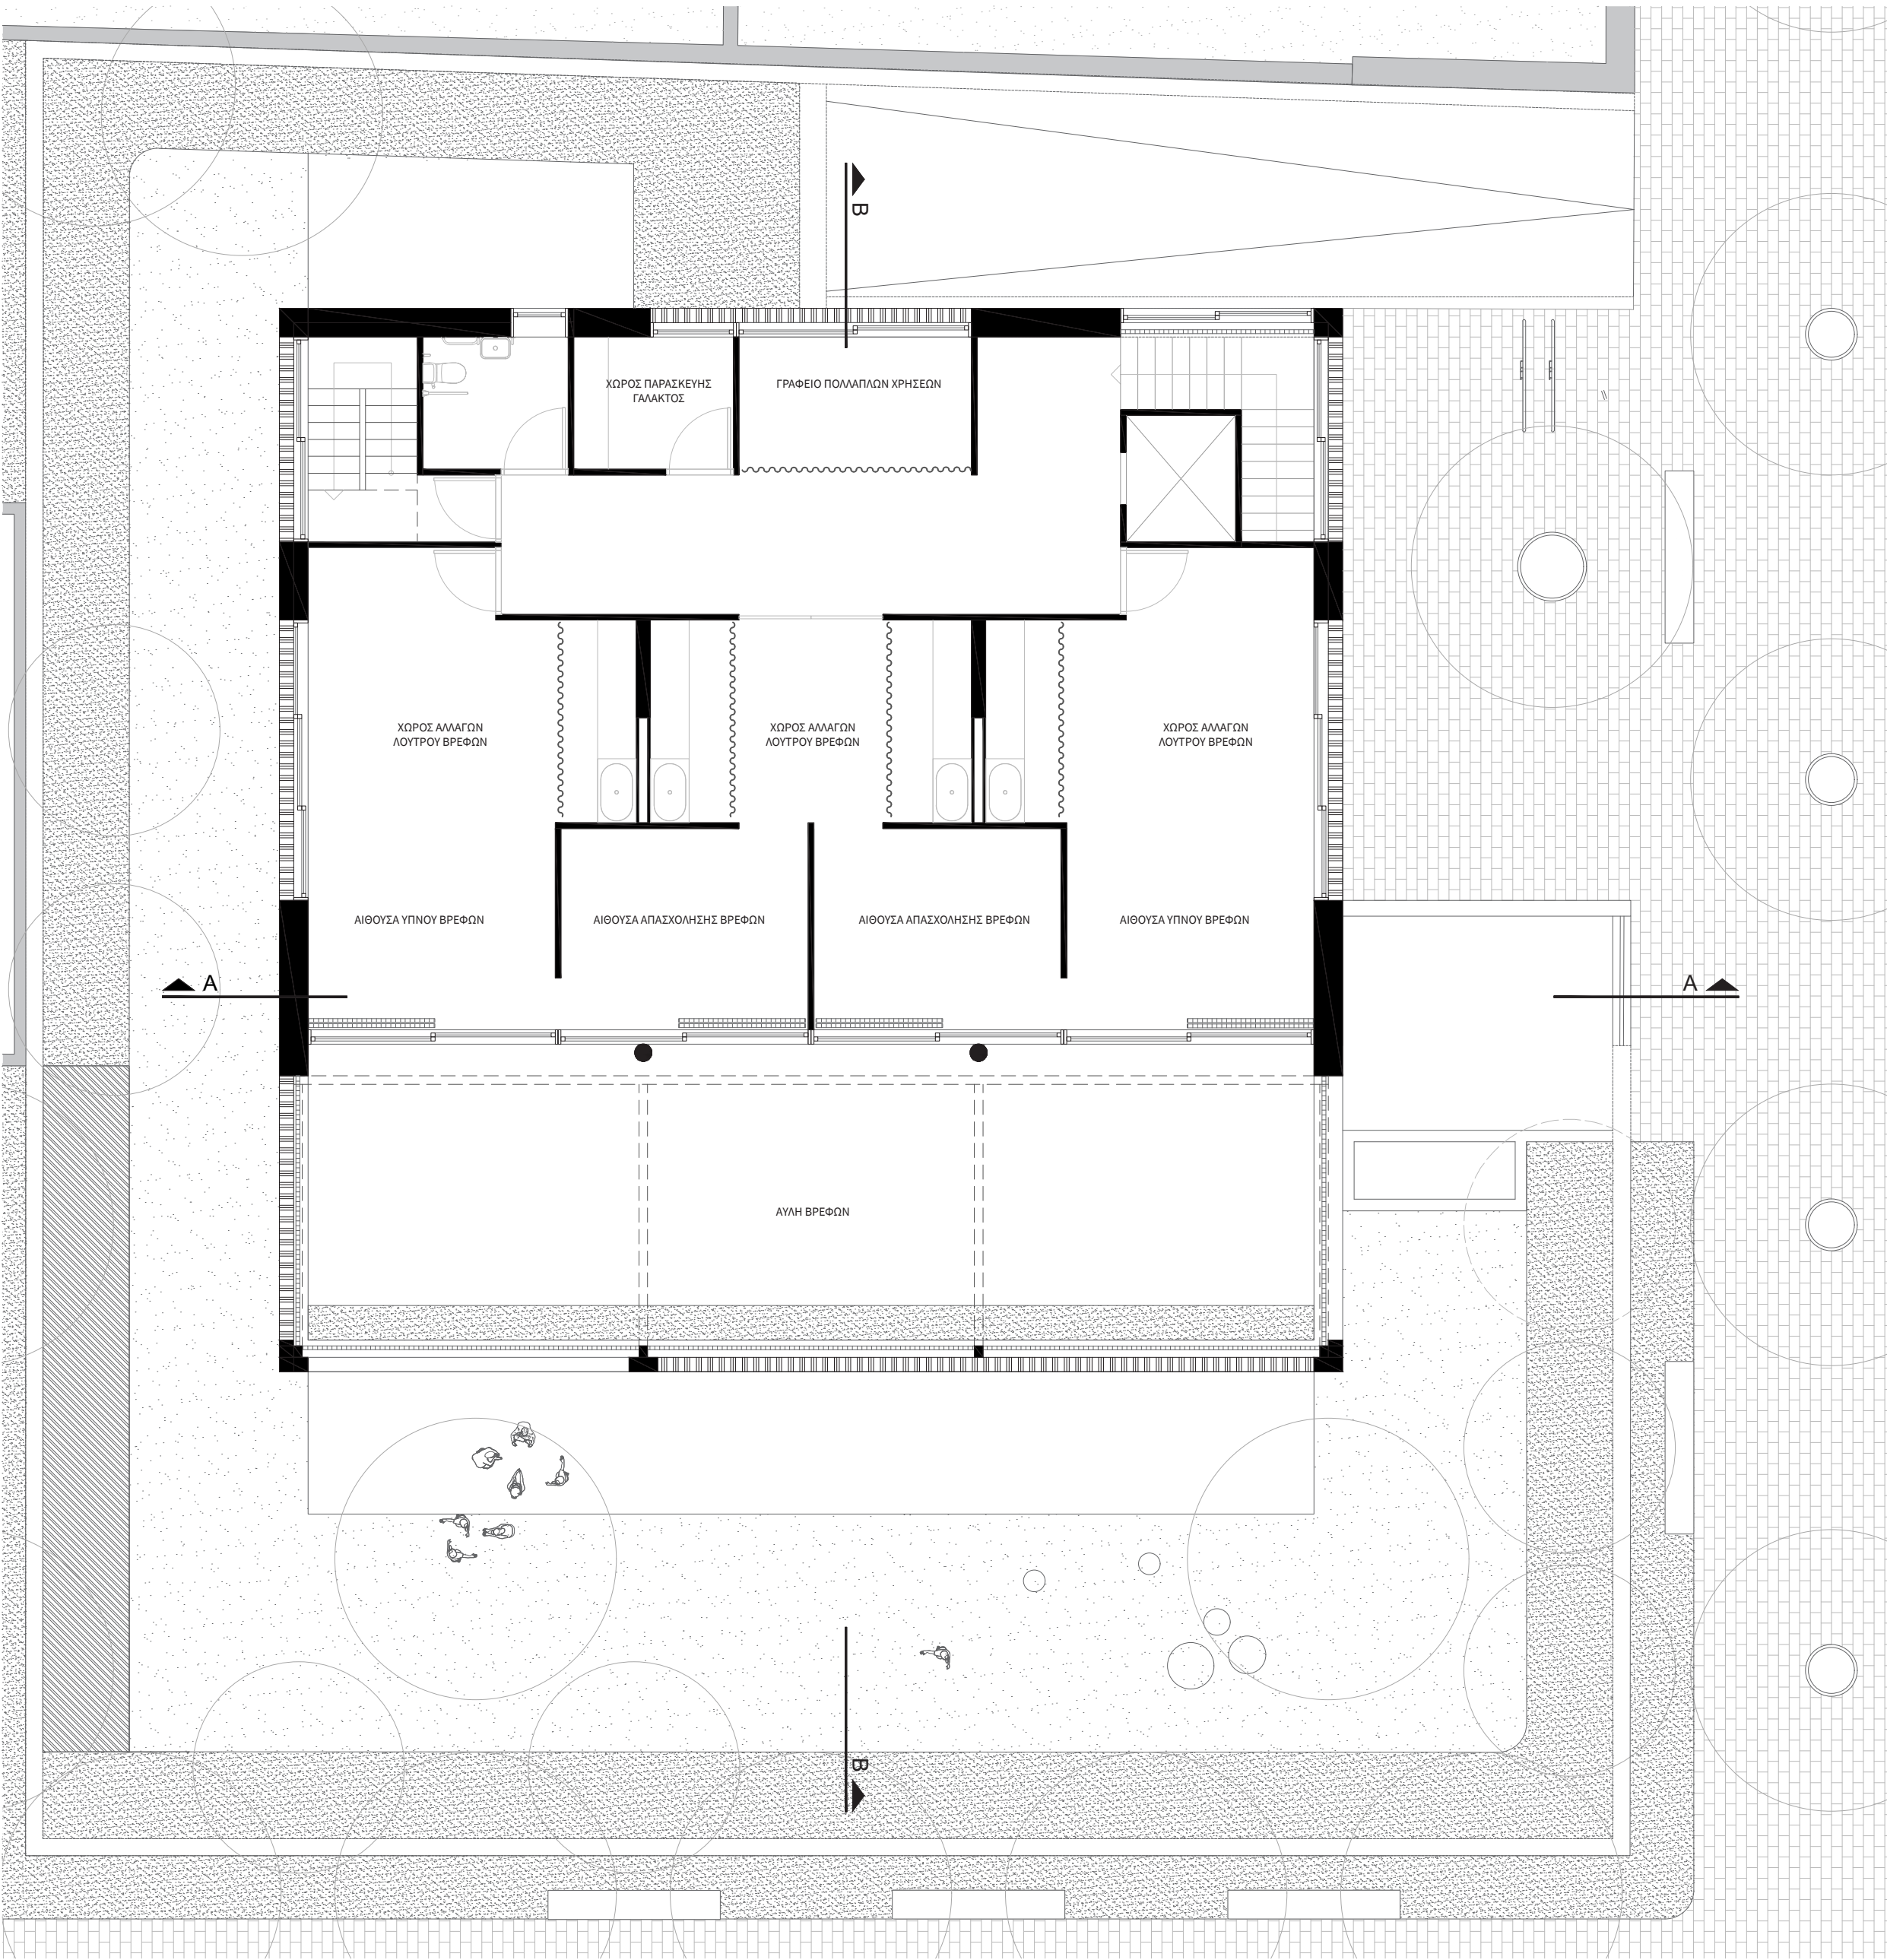 B
ΧΩΡΟΣ ΠΑΡΑΣΚΕΥΗΣ
ΓΑΛΑΚΤΟΣ
ΓΡΑΦΕΙΟ ΠΟΛΛΑΠΛΩΝ ΧΡΗΣΕΩΝ
ΧΩΡΟΣ ΑΛΛΑΓΩΝ
ΛΟΥΤΡΟΥ ΒΡΕΦΩΝ
ΧΩΡΟΣ ΑΛΛΑΓΩΝ
ΛΟΥΤΡΟΥ ΒΡΕΦΩΝ
ΧΩΡΟΣ ΑΛΛΑΓΩΝ
ΛΟΥΤΡΟΥ ΒΡΕΦΩΝ
ΑΙΘΟΥΣΑ ΥΠΝΟΥ ΒΡΕΦΩΝ
ΑΙΘΟΥΣΑ ΑΠΑΣΧΟΛΗΣΗΣ ΒΡΕΦΩΝ
ΑΙΘΟΥΣΑ ΑΠΑΣΧΟΛΗΣΗΣ ΒΡΕΦΩΝ
ΑΙΘΟΥΣΑ ΥΠΝΟΥ ΒΡΕΦΩΝ
A
A
ΑΥΛΗ ΒΡΕΦΩΝ
B